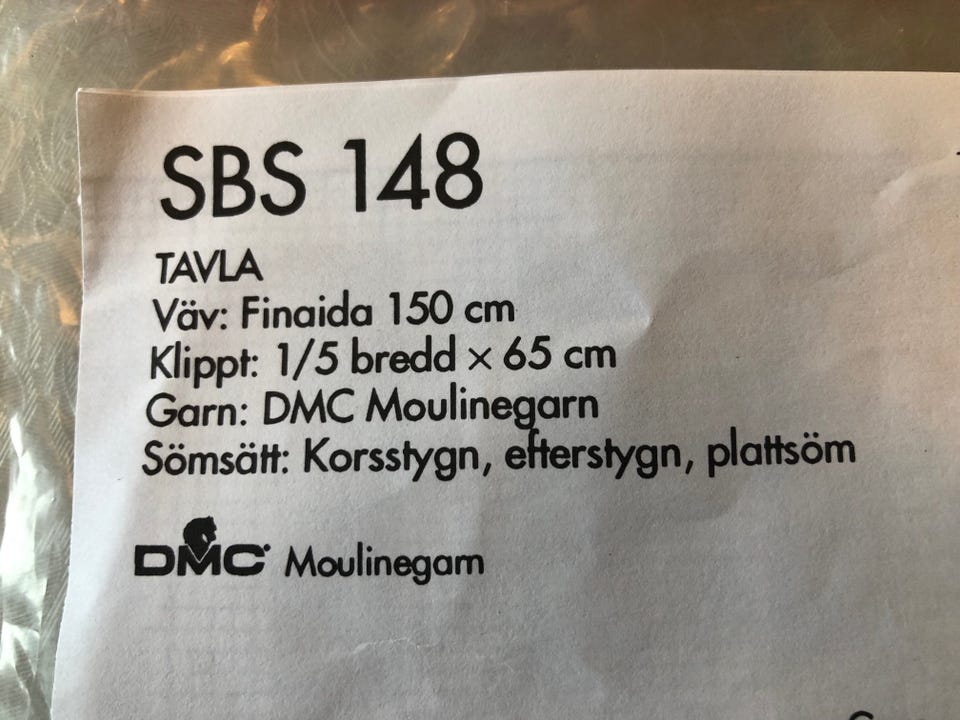 SBS 148
TAVLA
Väv: Finaida 150 cm
Klippt: 1/5 bredd × 65 cm
Garn: DMC Moulinegarn
Sömsätt: Korsstygn, efterstygn, plattsöm
DMC Moulinegarn